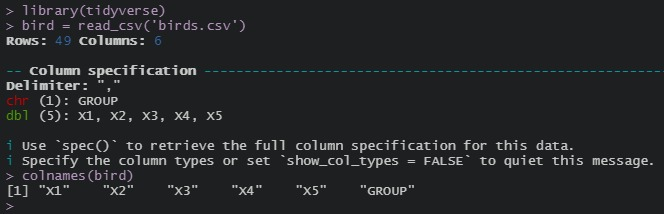 > library(tidyverse)
> bird = read_csv('birds.csv')
Rows: 49 Columns: 6

-- Column specification --------------------------------------------------------
Delimiter: ","
chr (1): GROUP
dbl (5): X1, X2, X3, X4, X5

i Use `spec()` to retrieve the full column specification for this data.
i Specify the column types or set `show_col_types = FALSE` to quiet this message.
> colnames(bird)
[1] "X1"    "X2"    "X3"    "X4"    "X5"    "GROUP"
>